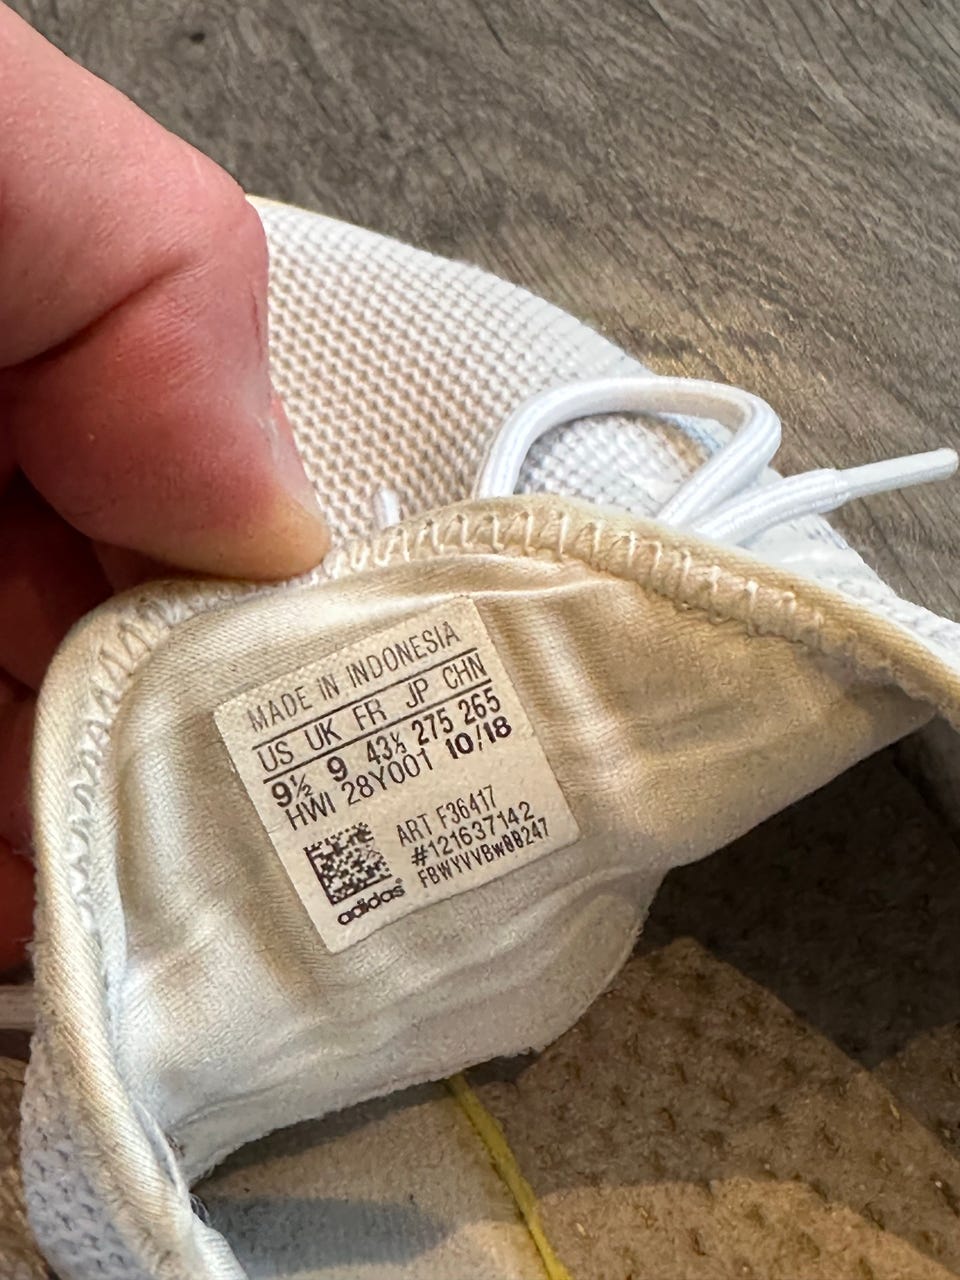 MADE IN INDONESIA
US UK FR JP CHN
9½ 9 43⅓ 275 265
HWI 28Y001 10/18
ART F36417
#121637142
FBWYVVBW08247
adidas®